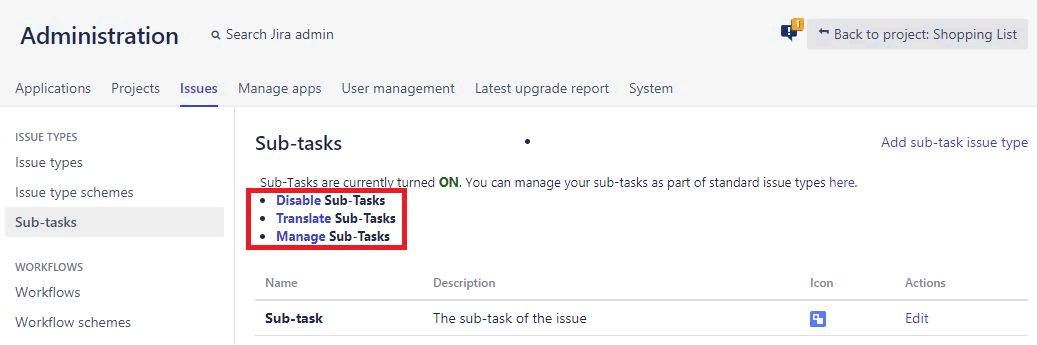 Administration
Search Jira admin
1
Back to project: Shopping List
Applications Projects Issues Manage apps User management Latest upgrade report System
ISSUE TYPES
Issue types
Issue type schemes
Sub-tasks
WORKFLOWS
Workflows
Workflow schemes
Sub-tasks
Add sub-task issue type
Sub-Tasks are currently turned ON. You can manage your sub-tasks as part of standard issue types here.
• Disable Sub-Tasks
• Translate Sub-Tasks
• Manage Sub-Tasks
Name Description Icon Actions
Sub-task The sub-task of the issue Edit